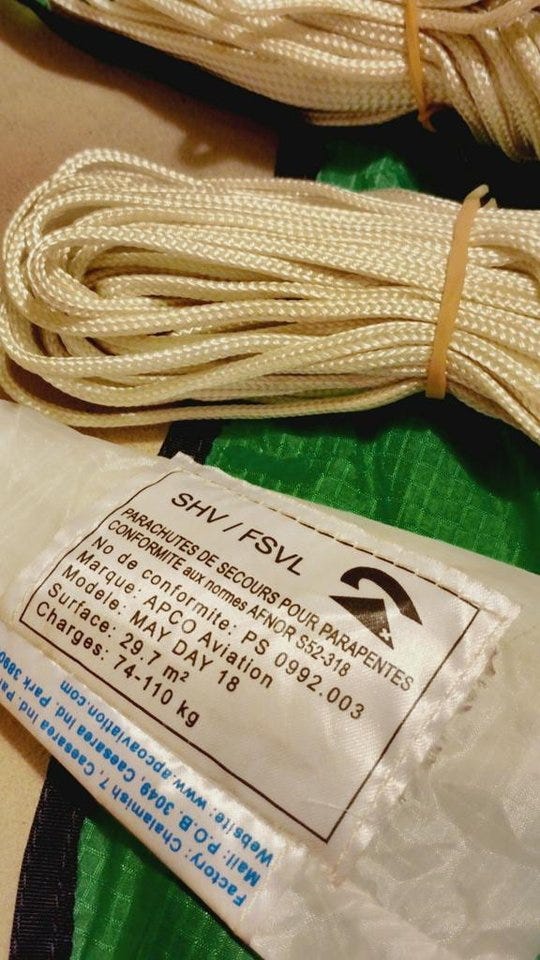 SHV / FSVL
PARACHUTES DE SECOURS POUR PARAPENTES
CONFORMITE aux normes AFNOR S52-318
No de conformite: PS 0992.003
Marque: APCO Aviation
Modele: MAY DAY 18
Surface: 29.7 m²
Charges: 74-110 kg
Factory: Chalamish 7, Caesarea Ind.
Mail: P.O.B. 3049, Caesarea Ind. Park
Website: www.apcoaviation.com